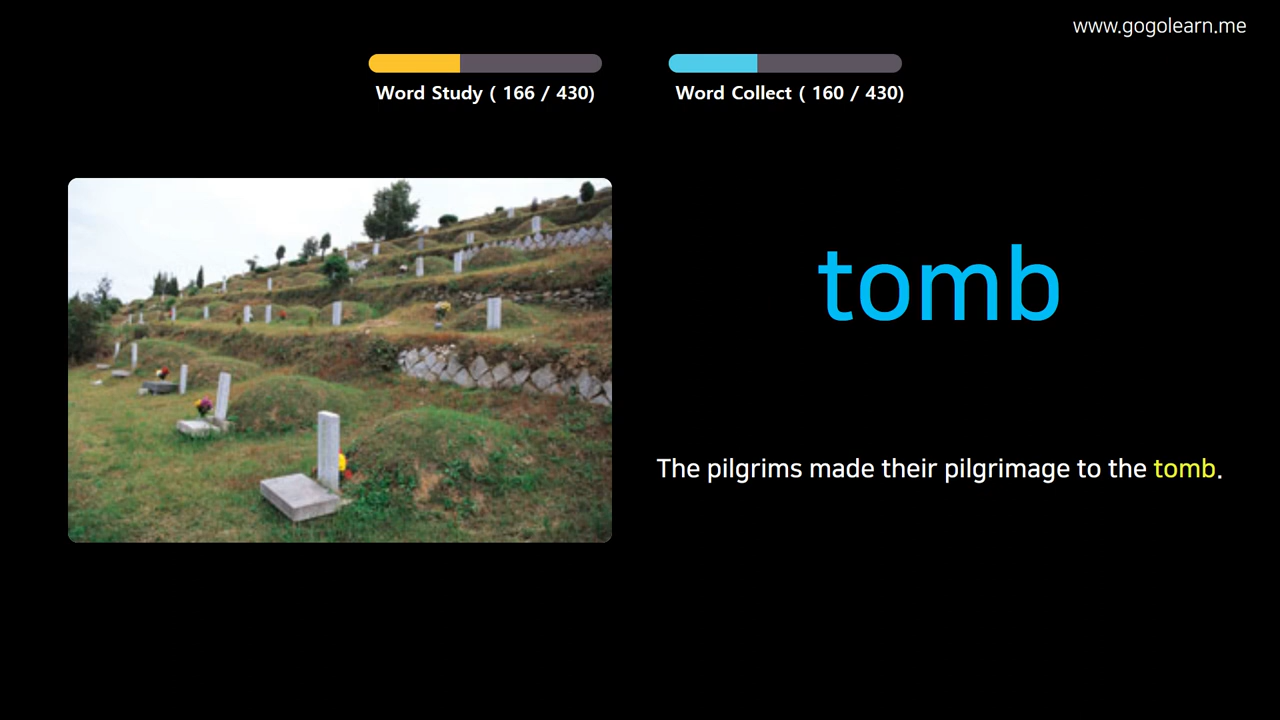 www.gogolearn.me
Word Study ( 166 / 430)
Word Collect ( 160 / 430)
tomb
The pilgrims made their pilgrimage to the tomb.